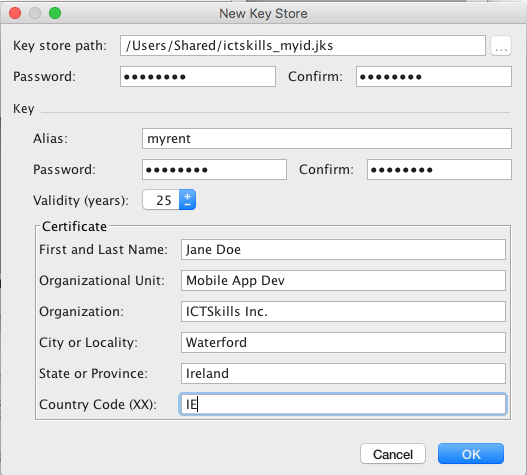 New Key Store
Key store path: /Users/Shared/ictskills_myid.jks ...
Password: •••••••• Confirm: ••••••••
Key
Alias: myrent
Password: •••••••• Confirm: ••••••••
Validity (years): 25
Certificate
First and Last Name: Jane Doe
Organizational Unit: Mobile App Dev
Organization: ICTSkills Inc.
City or Locality: Waterford
State or Province: Ireland
Country Code (XX): IE
Cancel OK